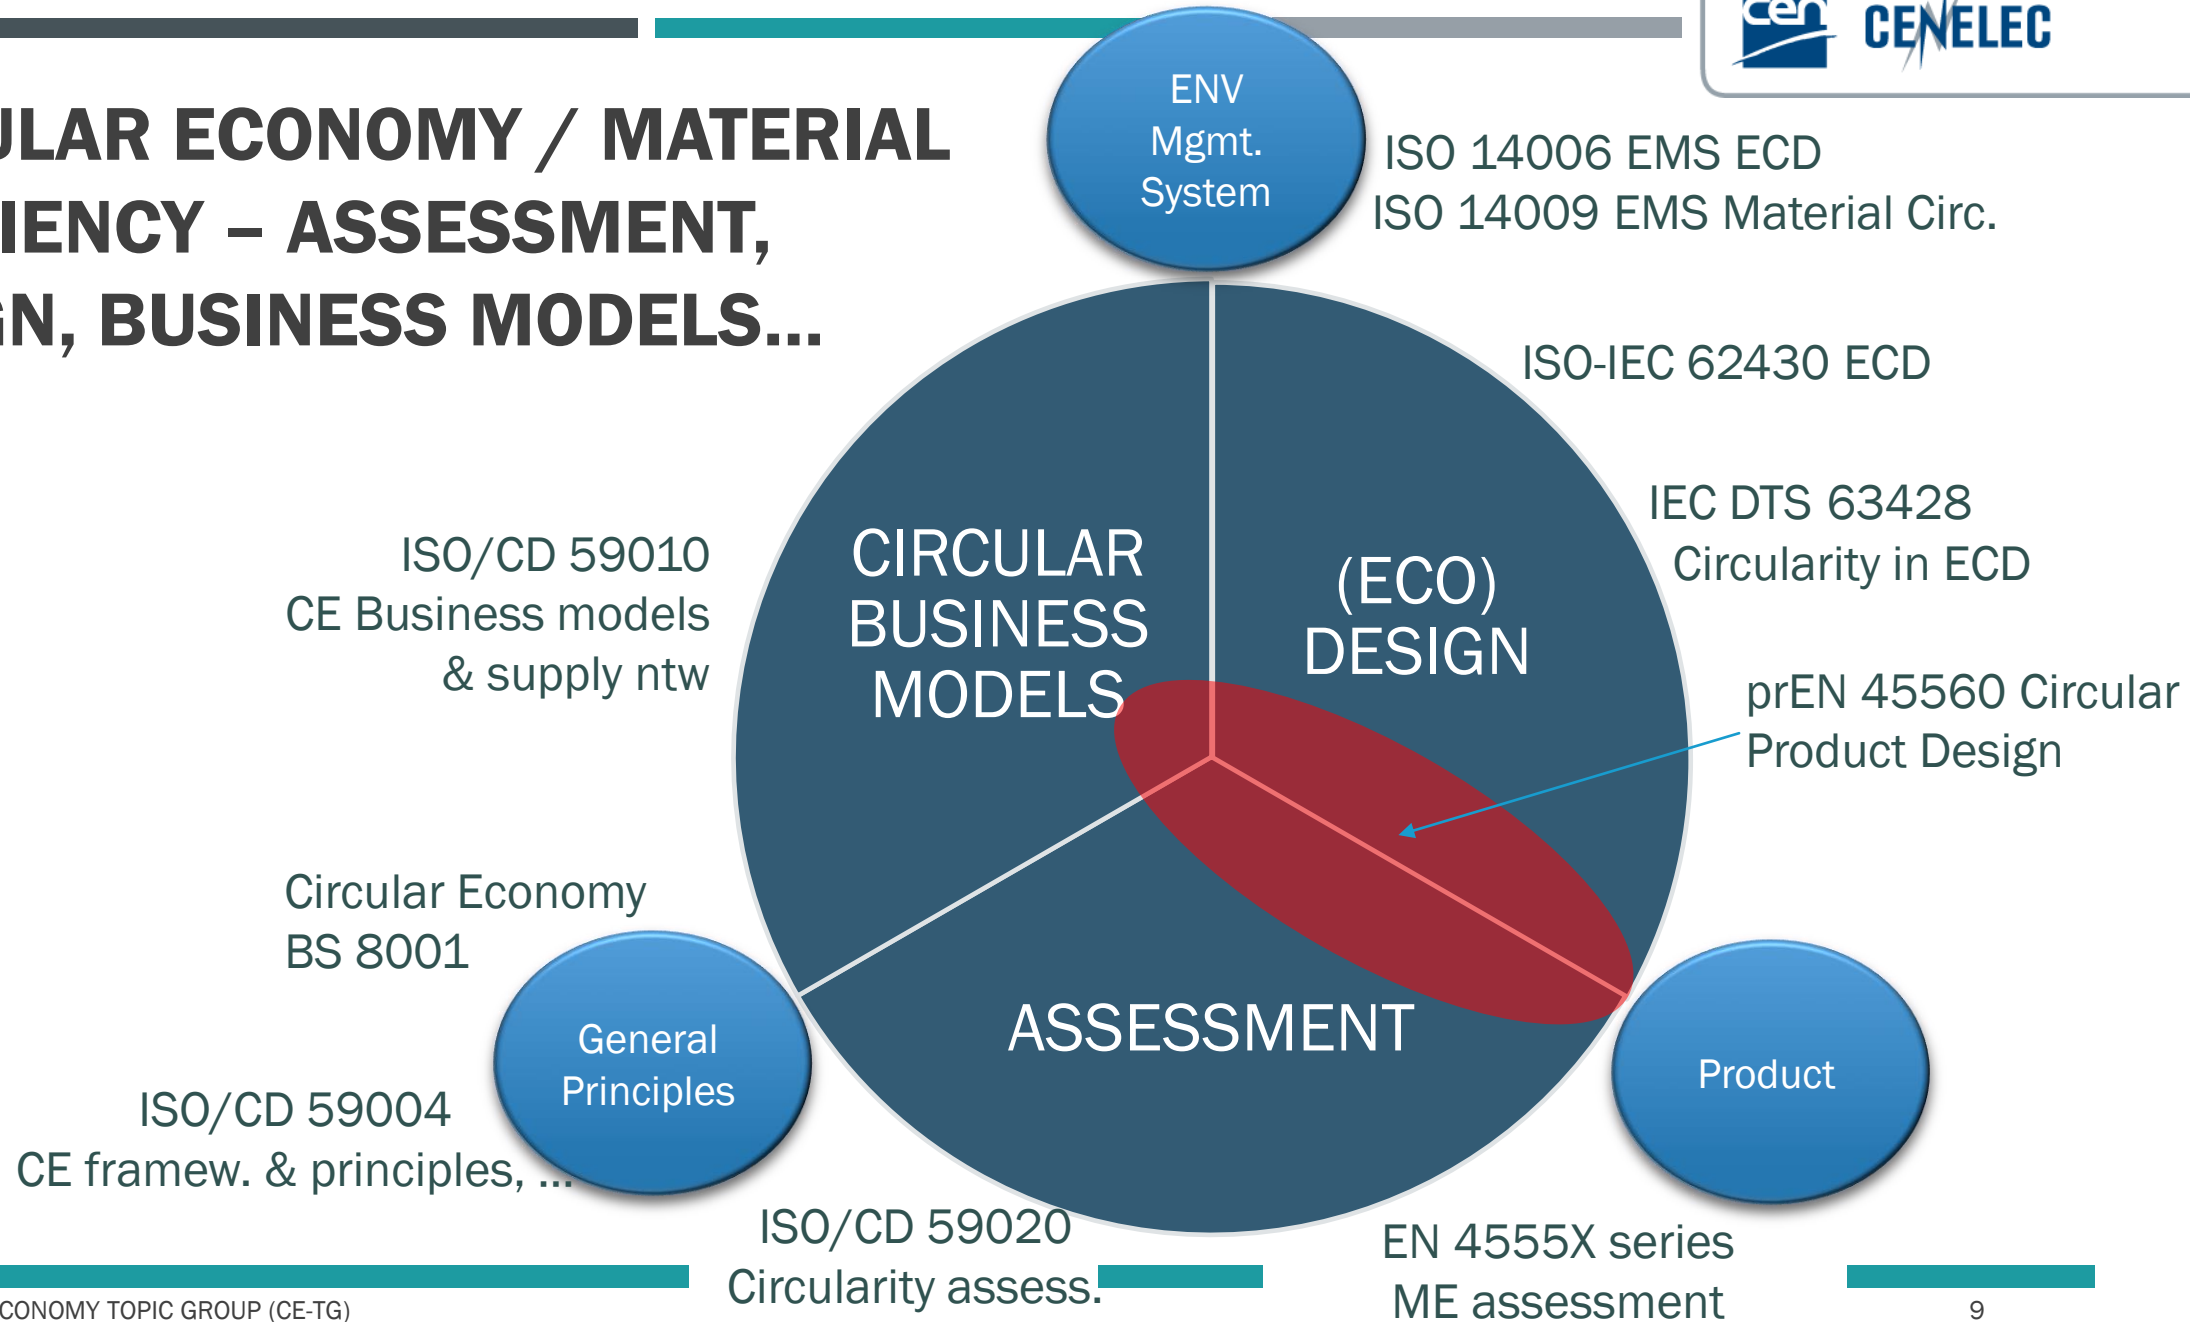 cen
CENELEC
ULAR ECONOMY / MATERIAL
IENCY – ASSESSMENT,
GN, BUSINESS MODELS...
ENV
Mgmt.
System
ISO 14006 EMS ECD
ISO 14009 EMS Material Circ.
ISO-IEC 62430 ECD
IEC DTS 63428
Circularity in ECD
prEN 45560 Circular
Product Design
ISO/CD 59010
CE Business models
& supply ntw
CIRCULAR
BUSINESS
MODELS
(ECO)
DESIGN
ASSESSMENT
Circular Economy
BS 8001
General
Principles
Product
ISO/CD 59004
CE framew. & principles, ...
ISO/CD 59020
Circularity assess.
EN 4555X series
ME assessment
CONOMY TOPIC GROUP (CE-TG)
9